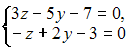 3z – 5y – 7 = 0,
– z + 2y – 3 = 0